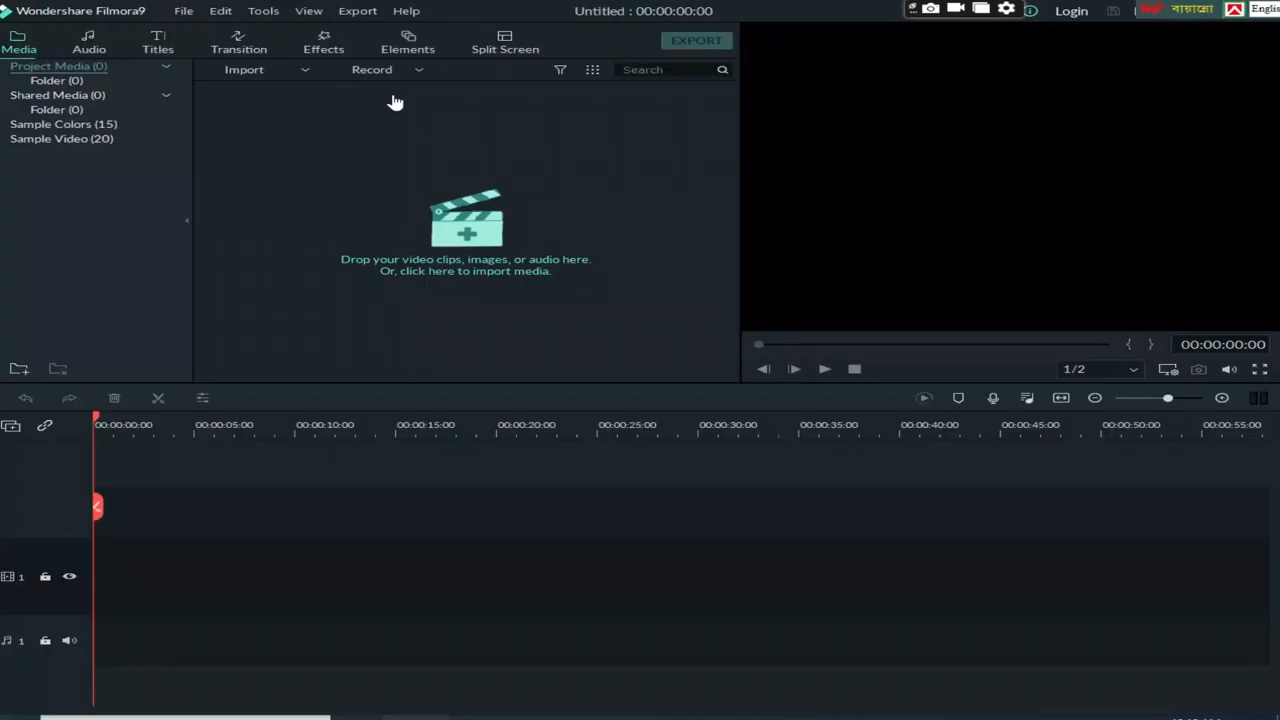 Wondershare Filmora9 File Edit Tools View Export Help Untitled : 00:00:00:00 Login বায়ান্নো Englis
Media Audio Titles Transition Effects Elements Split Screen EXPORT
Project Media (0) Import Record Search
Folder (0)
Shared Media (0)
Folder (0)
Sample Colors (15)
Sample Video (20)
Drop your video clips, images, or audio here.
Or, click here to import media.
00:00:00:00
1/2
00:00:00:00 00:00:05:00 00:00:10:00 00:00:15:00 00:00:20:00 00:00:25:00 00:00:30:00 00:00:35:00 00:00:40:00 00:00:45:00 00:00:50:00 00:00:55:00
1
1